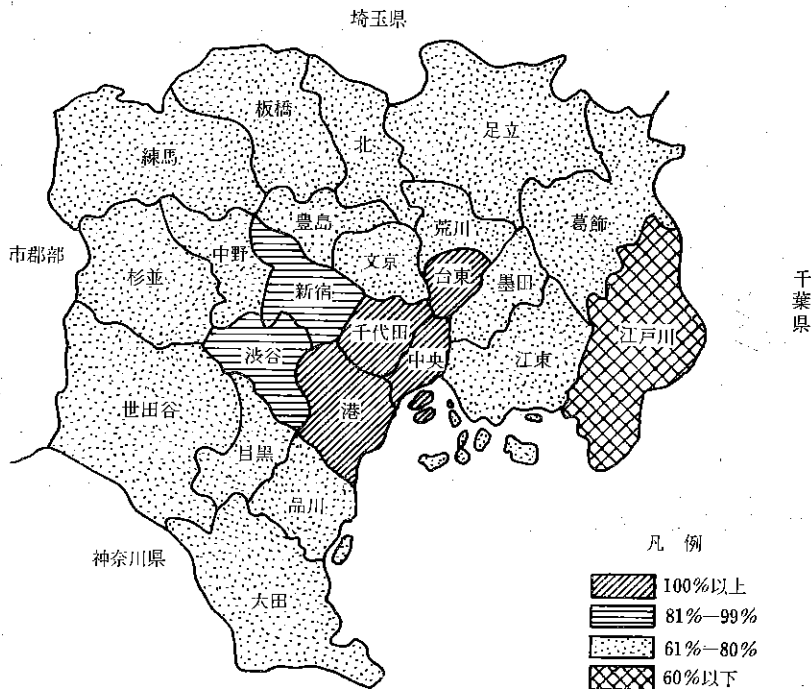 埼玉県
板橋
北
足立
練馬
豊島
荒川
葛飾
市郡部
中野
文京
台東
墨田
杉並
新宿
千葉県
千代田
江戸川
渋谷
中央
江東
世田谷
港
目黒
品川
神奈川県
大田
凡例
100%以上
81%—99%
61%—80%
60%以下